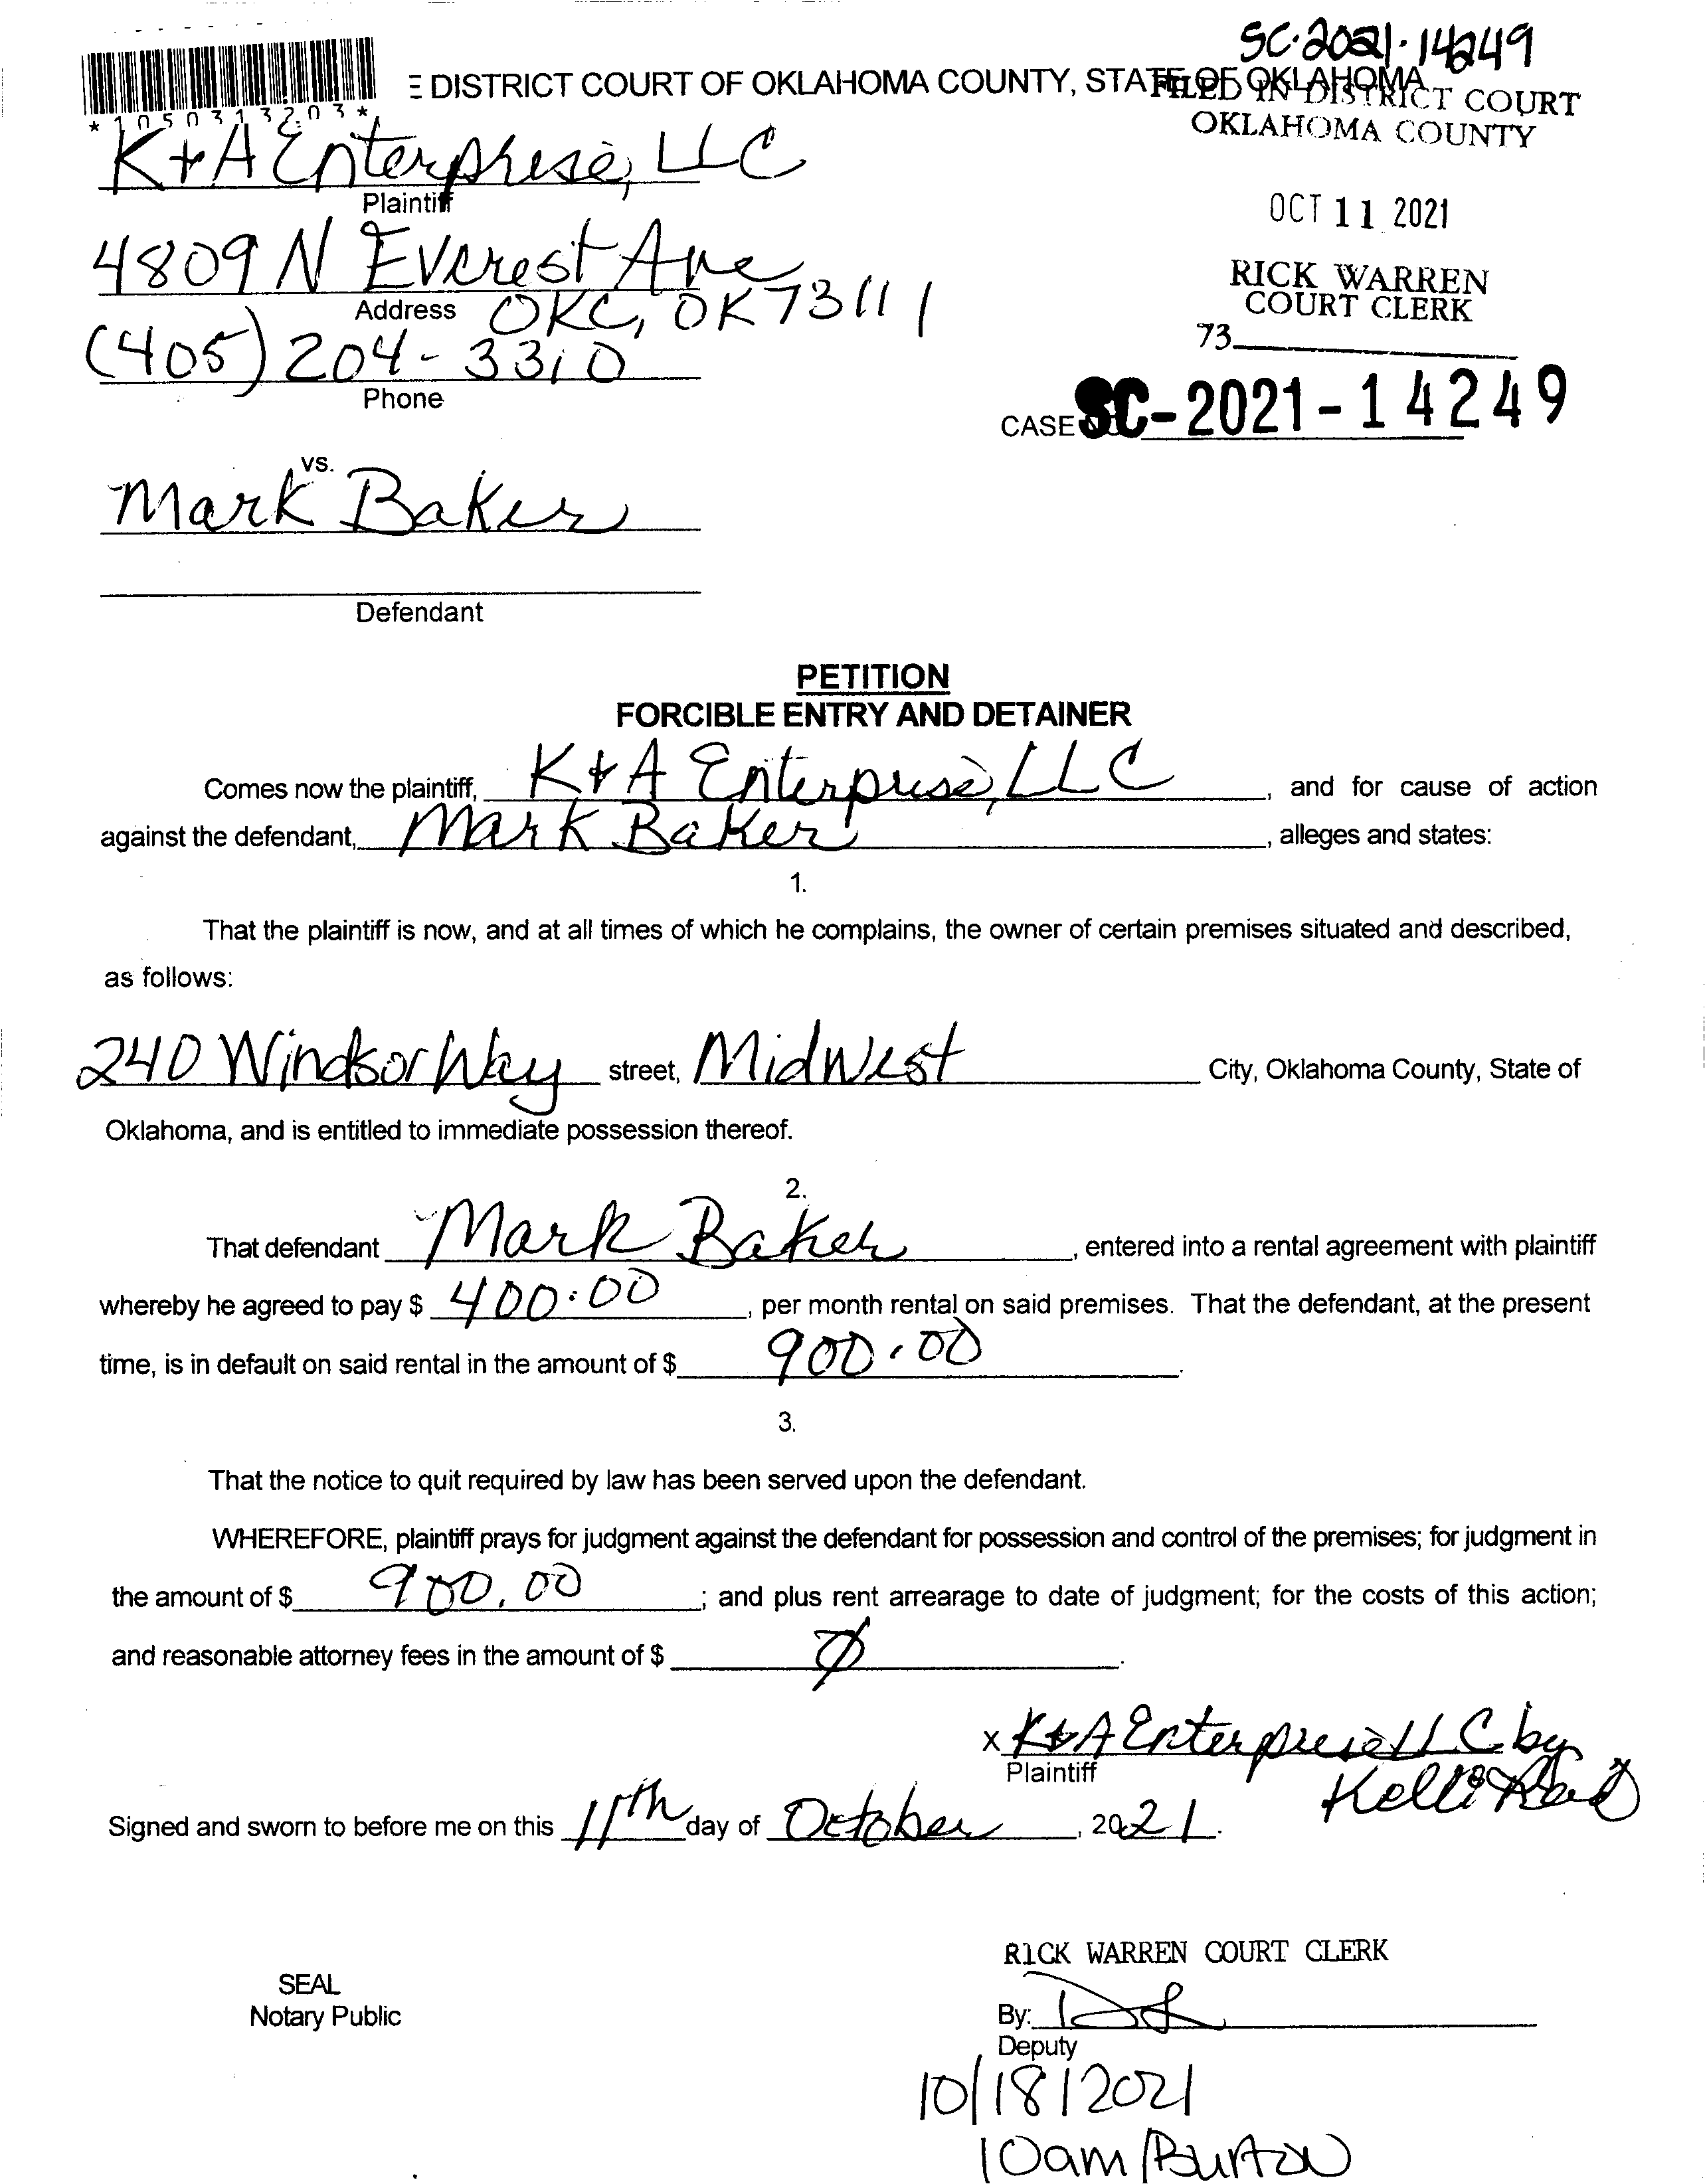 SC-2021-14249
E DISTRICT COURT OF OKLAHOMA COUNTY, STATE OF OKLAHOMA
FILED IN DISTRICT COURT
OKLAHOMA COUNTY
*1050313203*
K+A Enterprise, LLC
Plaintiff
OCT 11 2021
4809 N Everest Ave
Address OKC, OK 73111
RICK WARREN
COURT CLERK
73
(405) 204-3310
Phone
CASE NO. SC-2021-14249
vs.
Mark Baker
Defendant
PETITION
FORCIBLE ENTRY AND DETAINER
Comes now the plaintiff, K+A Enterprise, LLC, and for cause of action
against the defendant, Mark Baker, alleges and states:
1.
That the plaintiff is now, and at all times of which he complains, the owner of certain premises situated and described,
as follows:
240 Windsor Way street, Midwest City, Oklahoma County, State of
Oklahoma, and is entitled to immediate possession thereof.
2.
That defendant Mark Baker, entered into a rental agreement with plaintiff
whereby he agreed to pay $ 400.00, per month rental on said premises. That the defendant, at the present
time, is in default on said rental in the amount of $ 900.00.
3.
That the notice to quit required by law has been served upon the defendant.
WHEREFORE, plaintiff prays for judgment against the defendant for possession and control of the premises; for judgment in
the amount of $ 900.00; and plus rent arrearage to date of judgment; for the costs of this action;
and reasonable attorney fees in the amount of $ Ø.
x K&A Enterprise LLC by
Plaintiff Kelli
Signed and sworn to before me on this 11th day of October, 2021.
RICK WARREN COURT CLERK
SEAL
Notary Public
By:
Deputy
10/18/2021
10am/Burton